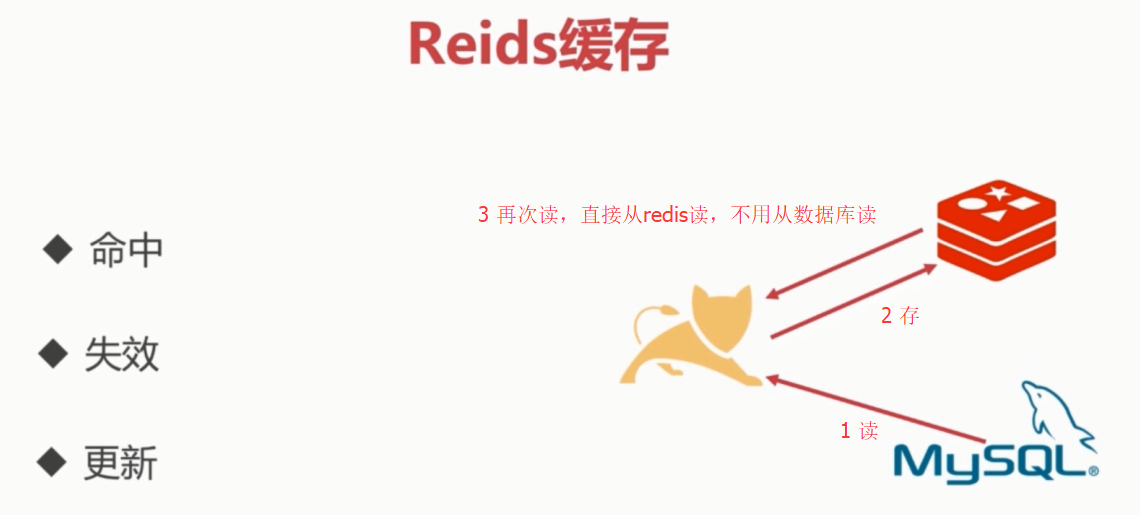 Reids缓存
3 再次读，直接从redis读，不用从数据库读
命中
2 存
失效
1 读
MySQL®
更新